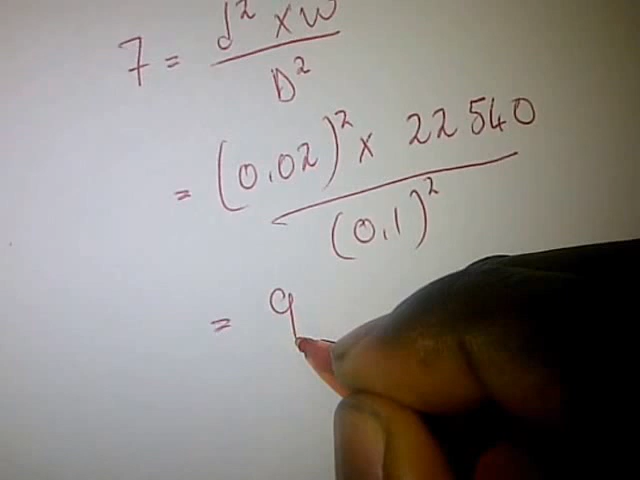 7 = d² × W
D²
= (0.02)² × 22540
(0.1)²
= 9